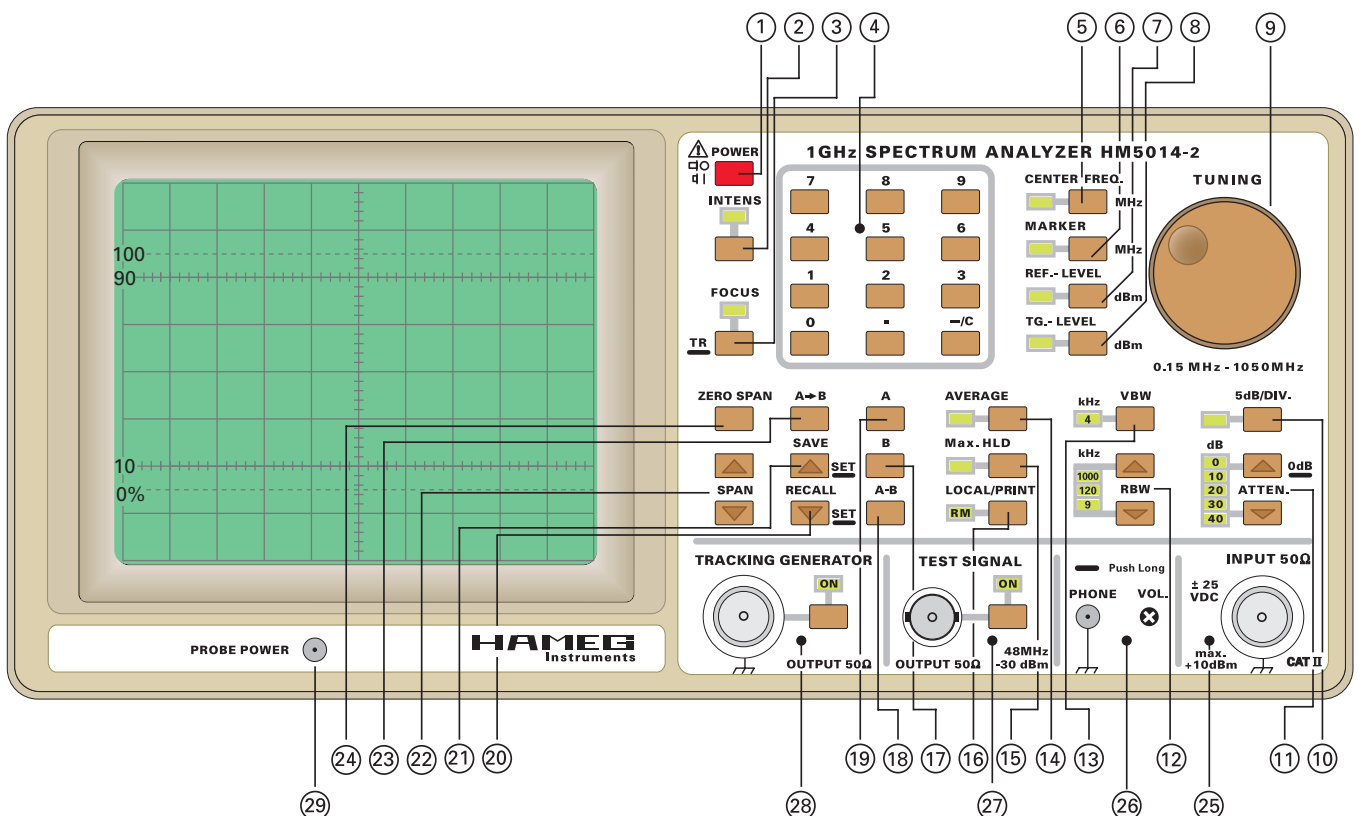 1 2 3 4 5 6 7 8 9
POWER
1GHz SPECTRUM ANALYZER HM5014-2
INTENS
7 8 9
CENTER FREQ.
MHz
TUNING
4 5 6
MARKER
MHz
100
90
FOCUS
1 2 3
REF.- LEVEL
dBm
TR
0 . –/C
TG.- LEVEL
dBm
0.15 MHz - 1050MHz
ZERO SPAN
A→B
A
AVERAGE
kHz
4
VBW
5dB/DIV.
SAVE
SET
B
Max. HLD
kHz
1000
120
9
RBW
dB
0
10
20
30
40
0dB
ATTEN.
10
0%
SPAN
RECALL
SET
A-B
LOCAL/PRINT
RM
TRACKING GENERATOR
ON
OUTPUT 50Ω
TEST SIGNAL
ON
OUTPUT 50Ω
48MHz
-30 dBm
Push Long
PHONE
VOL.
INPUT 50Ω
± 25
VDC
max.
+10dBm
CAT II
PROBE POWER
HAMEG
Instruments
24 23 22 21 20 19 18 17 16 15 14 13 12 11 10
29 28 27 26 25